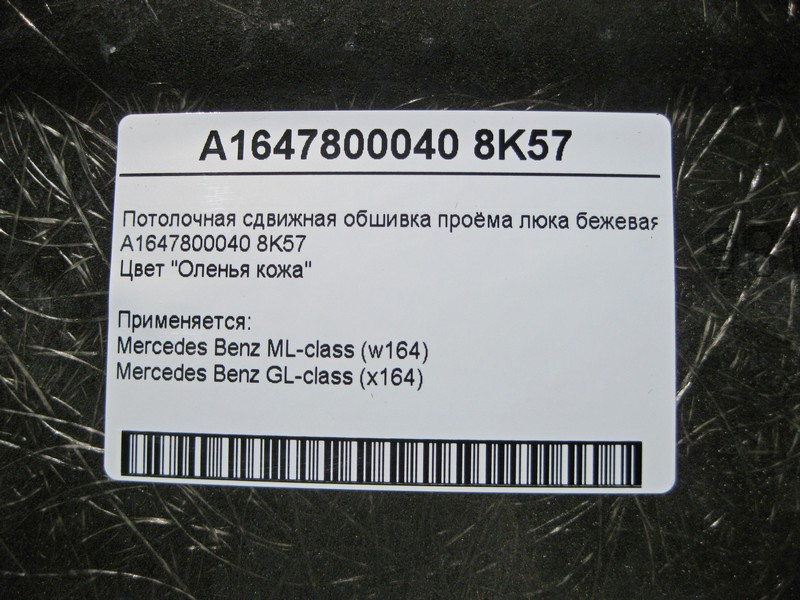 A1647800040 8K57
Потолочная сдвижная обшивка проёма люка бежевая
A1647800040 8K57
Цвет "Оленья кожа"
Применяется:
Mercedes Benz ML-class (w164)
Mercedes Benz GL-class (x164)